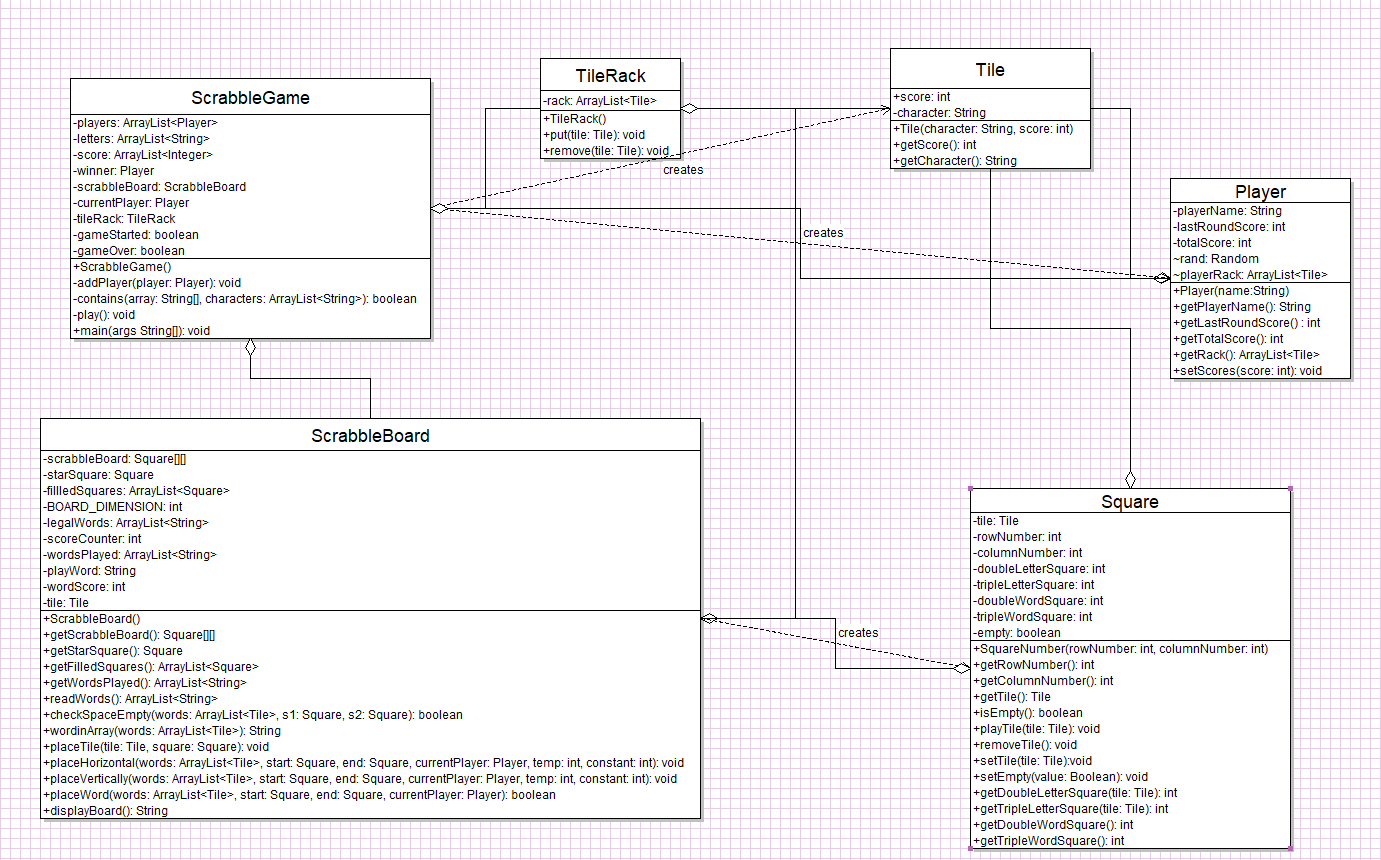 ScrabbleGame
-players: ArrayList<Player>
-letters: ArrayList<String>
-score: ArrayList<Integer>
-winner: Player
-scrabbleBoard: ScrabbleBoard
-currentPlayer: Player
-tileRack: TileRack
-gameStarted: boolean
-gameOver: boolean
+ScrabbleGame()
-addPlayer(player: Player): void
-contains(array: String[], characters: ArrayList<String>): boolean
-play(): void
+main(args String[]): void
TileRack
-rack: ArrayList<Tile>
+TileRack()
+put(tile: Tile): void
+remove(tile: Tile): void
creates
Tile
+score: int
-character: String
+Tile(character: String, score: int)
+getScore(): int
+getCharacter(): String
creates
Player
-playerName: String
-lastRoundScore: int
-totalScore: int
~rand: Random
~playerRack: ArrayList<Tile>
+Player(name:String)
+getPlayerName(): String
+getLastRoundScore() : int
+getTotalScore(): int
+getRack(): ArrayList<Tile>
+setScores(score: int): void
ScrabbleBoard
-scrabbleBoard: Square[][]
-starSquare: Square
-fillledSquares: ArrayList<Square>
-BOARD_DIMENSION: int
-legalWords: ArrayList<String>
-scoreCounter: int
-wordsPlayed: ArrayList<String>
-playWord: String
-wordScore: int
-tile: Tile
+ScrabbleBoard()
+getScrabbleBoard(): Square[][]
+getStarSquare(): Square
+getFilledSquares(): ArrayList<Square>
+getWordsPlayed(): ArrayList<String>
+readWords(): ArrayList<String>
+checkSpaceEmpty(words: ArrayList<Tile>, s1: Square, s2: Square): boolean
+wordinArray(words: ArrayList<Tile>): String
+placeTile(tile: Tile, square: Square): void
+placeHorizontal(words: ArrayList<Tile>, start: Square, end: Square, currentPlayer: Player, temp: int, constant: int): void
+placeVertically(words: ArrayList<Tile>, start: Square, end: Square, currentPlayer: Player, temp: int, constant: int): void
+placeWord(words: ArrayList<Tile>, start: Square, end: Square, currentPlayer: Player): boolean
+displayBoard(): String
creates
Square
-tile: Tile
-rowNumber: int
-columnNumber: int
-doubleLetterSquare: int
-tripleLetterSquare: int
-doubleWordSquare: int
-tripleWordSquare: int
-empty: boolean
+SquareNumber(rowNumber: int, columnNumber: int)
+getRowNumber(): int
+getColumnNumber(): int
+getTile(): Tile
+isEmpty(): boolean
+playTile(tile: Tile): void
+removeTile(): void
+setTile(tile: Tile):void
+setEmpty(value: Boolean): void
+getDoubleLetterSquare(tile: Tile): int
+getTripleLetterSquare(tile: Tile): int
+getDoubleWordSquare(): int
+getTripleWordSquare(): int